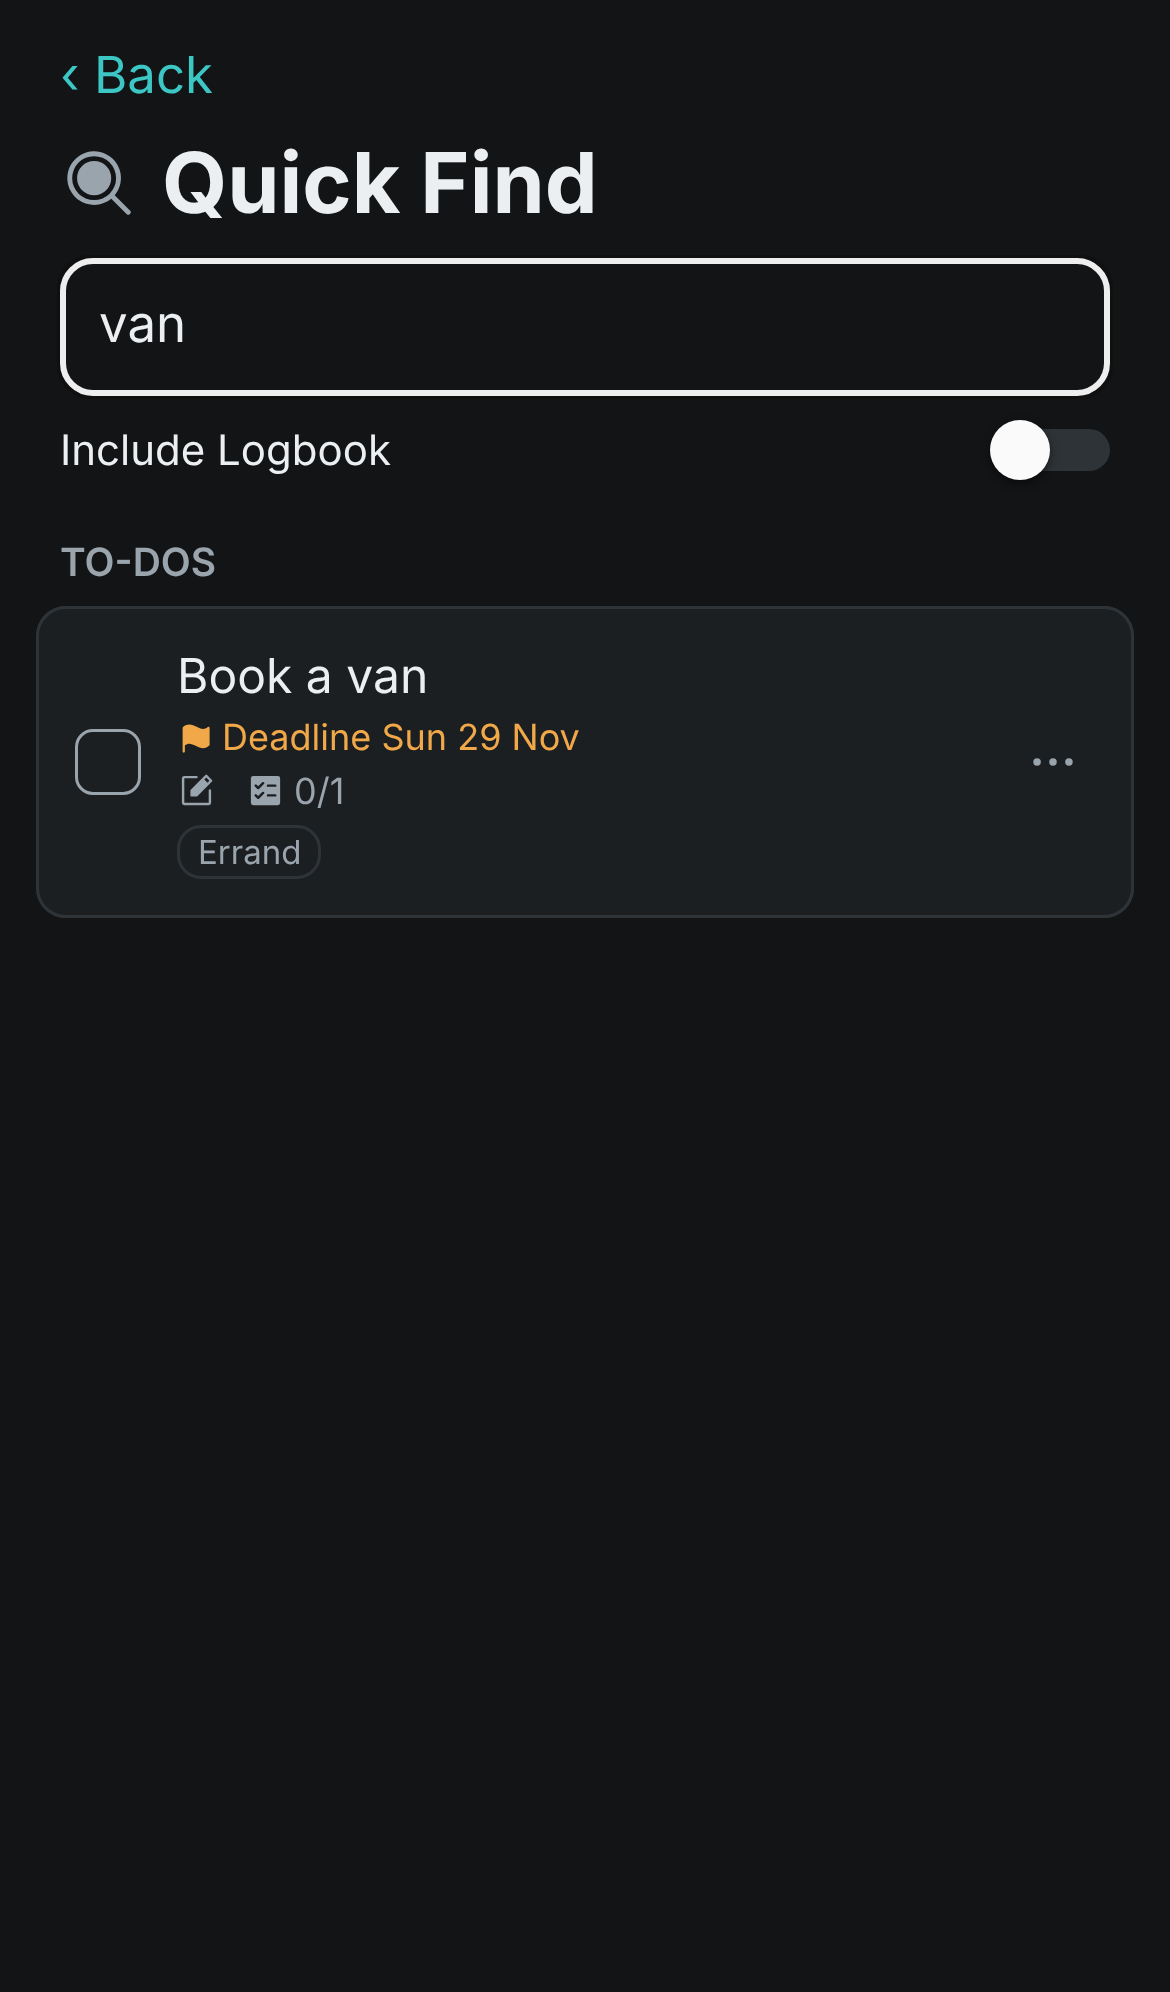 ‹ Back
Quick Find
van
Include Logbook
TO-DOS
Book a van
Deadline Sun 29 Nov
0/1
Errand